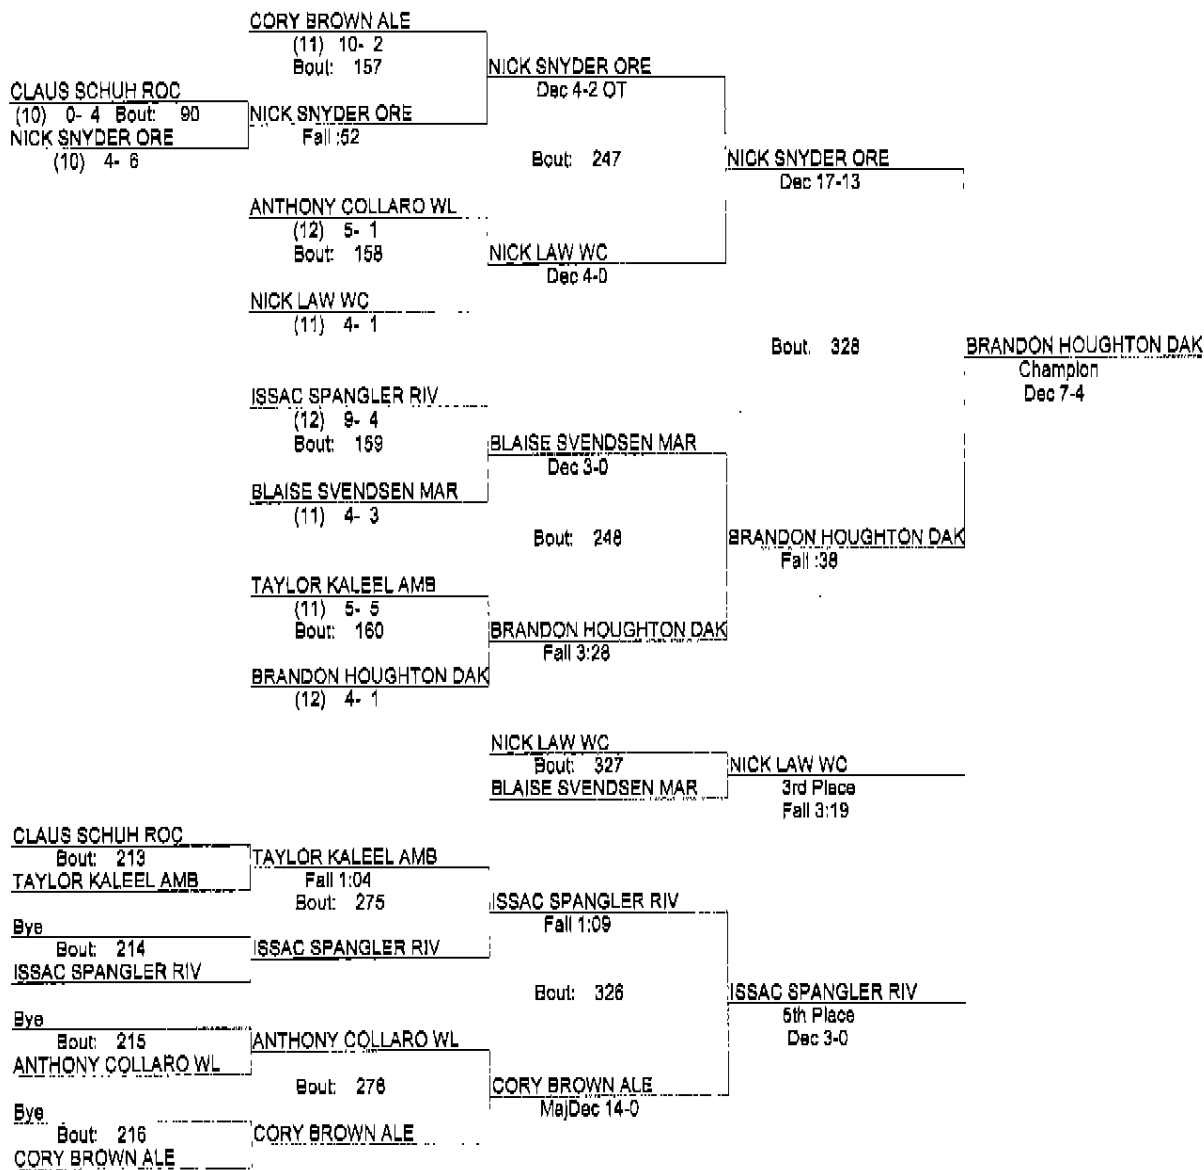 CORY BROWN ALE
(11) 10- 2
Bout: 157
NICK SNYDER ORE
Dec 4-2 OT
CLAUS SCHUH ROC
(10) 0- 4 Bout: 90
NICK SNYDER ORE
(10) 4- 6
NICK SNYDER ORE
Fall :52
Bout: 247
NICK SNYDER ORE
Dec 17-13
ANTHONY COLLARO WL
(12) 5- 1
Bout: 158
NICK LAW WC
Dec 4-0
NICK LAW WC
(11) 4- 1
Bout. 328
BRANDON HOUGHTON DAK
Champion
Dec 7-4
ISSAC SPANGLER RIV
(12) 9- 4
Bout: 159
BLAISE SVENDSEN MAR
Dec 3-0
BLAISE SVENDSEN MAR
(11) 4- 3
Bout: 248
BRANDON HOUGHTON DAK
Fall :38
TAYLOR KALEEL AMB
(11) 5- 5
Bout: 160
BRANDON HOUGHTON DAK
Fall 3:28
BRANDON HOUGHTON DAK
(12) 4- 1
NICK LAW WC
Bout: 327
BLAISE SVENDSEN MAR
NICK LAW WC
3rd Place
Fall 3:19
CLAUS SCHUH ROC
Bout: 213
TAYLOR KALEEL AMB
TAYLOR KALEEL AMB
Fall 1:04
Bout: 275
ISSAC SPANGLER RIV
Fall 1:09
Bye
Bout: 214
ISSAC SPANGLER RIV
ISSAC SPANGLER RIV
Bout: 326
ISSAC SPANGLER RIV
5th Place
Dec 3-0
Bye
Bout: 215
ANTHONY COLLARO WL
ANTHONY COLLARO WL
Bout: 276
CORY BROWN ALE
MajDec 14-0
Bye
Bout: 216
CORY BROWN ALE
CORY BROWN ALE